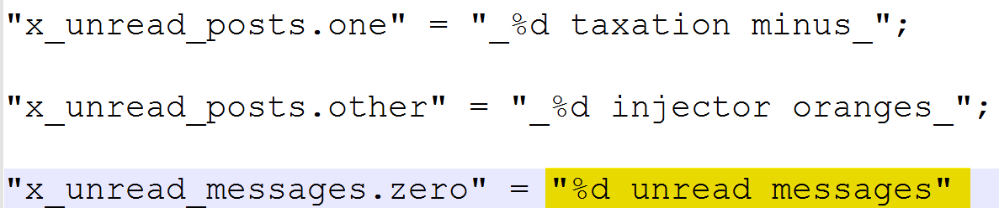 "x_unread_posts.one" = "_%d taxation minus_";
"x_unread_posts.other" = "_%d injector oranges_";
"x_unread_messages.zero" = "%d unread messages"